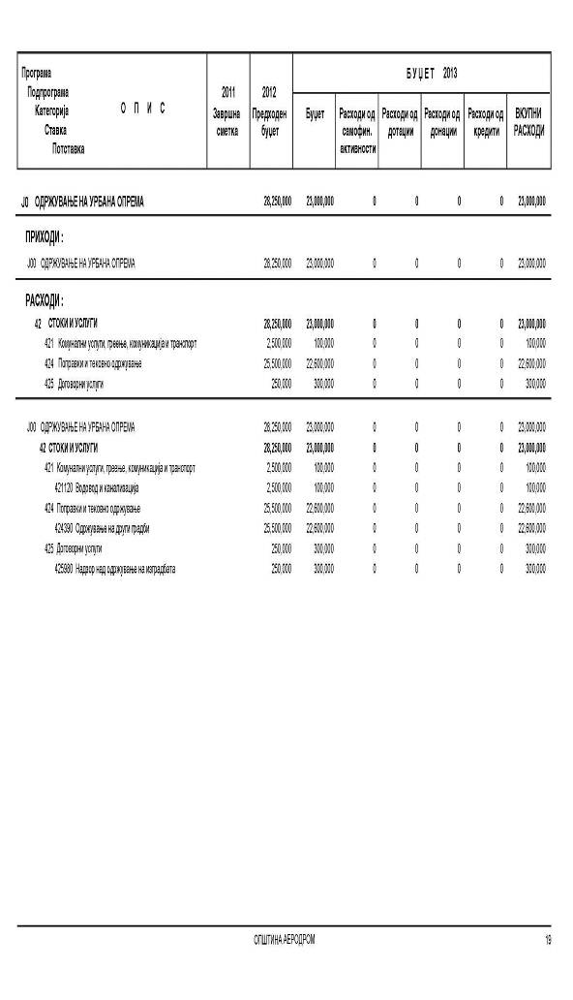 Програма
Подпрограма
Категорија
Ставка
Потставка
О П И С
2011
Завршна
сметка
2012
Предходен
буџет
БУЏЕТ 2013
Буџет
Расходи од
самофин.
активности
Расходи од
дотации
Расходи од
донации
Расходи од
кредити
ВКУПНИ
РАСХОДИ
J0 ОДРЖУВАЊЕ НА УРБАНА ОПРЕМА 28,250,000 23,000,000 0 0 0 0 23,000,000
ПРИХОДИ :
J00 ОДРЖУВАЊЕ НА УРБАНА ОПРЕМА 28,250,000 23,000,000 0 0 0 0 23,000,000
РАСХОДИ :
42 СТОКИ И УСЛУГИ 28,250,000 23,000,000 0 0 0 0 23,000,000
421 Комунални услуги, греење, комуникација и транспорт 2,500,000 100,000 0 0 0 0 100,000
424 Поправки и тековно одржување 25,500,000 22,600,000 0 0 0 0 22,600,000
425 Договорни услуги 250,000 300,000 0 0 0 0 300,000
J00 ОДРЖУВАЊЕ НА УРБАНА ОПРЕМА 28,250,000 23,000,000 0 0 0 0 23,000,000
42 СТОКИ И УСЛУГИ 28,250,000 23,000,000 0 0 0 0 23,000,000
421 Комунални услуги, греење, комуникација и транспорт 2,500,000 100,000 0 0 0 0 100,000
421120 Водовод и канализација 2,500,000 100,000 0 0 0 0 100,000
424 Поправки и тековно одржување 25,500,000 22,600,000 0 0 0 0 22,600,000
424390 Одржување на други градби 25,500,000 22,600,000 0 0 0 0 22,600,000
425 Договорни услуги 250,000 300,000 0 0 0 0 300,000
425980 Надзор над одржување на изградбата 250,000 300,000 0 0 0 0 300,000
ОПШТИНА АЕРОДРОМ 19